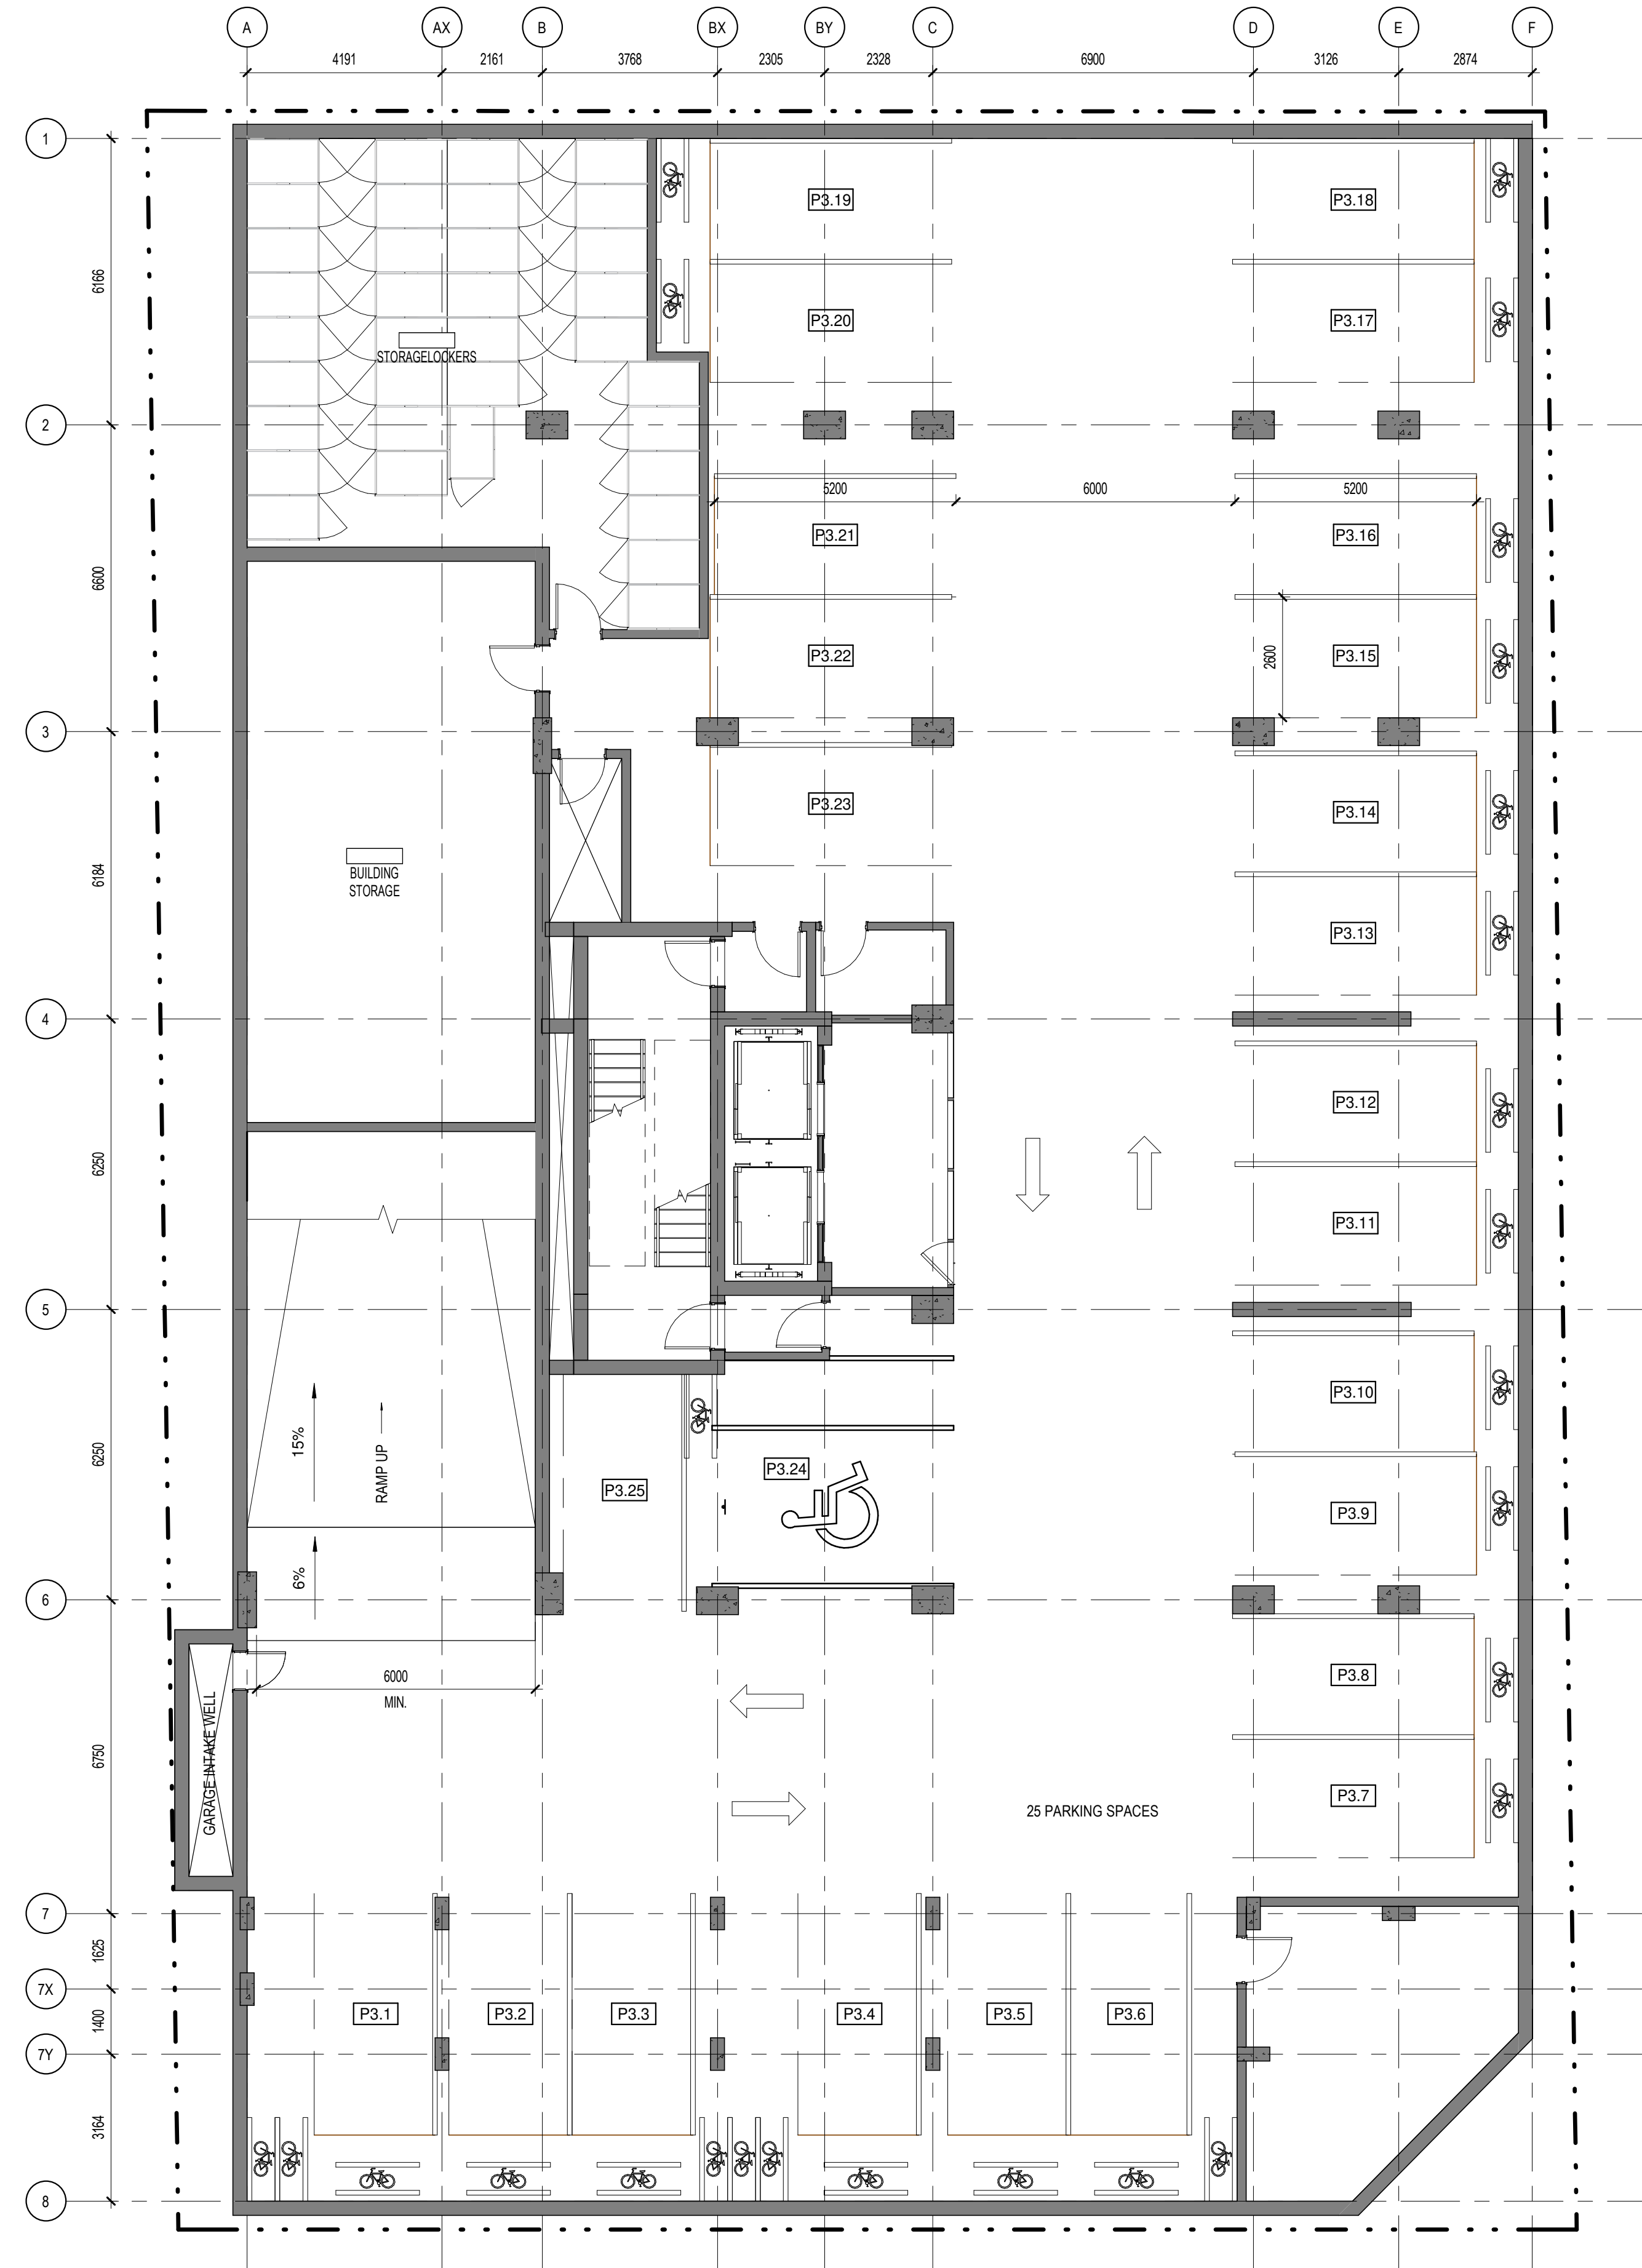 A
AX
B
BX
BY
C
D
E
F
4191
2161
3768
2305
2328
6900
3126
2874
1
P3.19
P3.18
6166
P3.20
P3.17
STORAGELOCKERS
2
5200
6000
5200
P3.21
P3.16
6600
P3.22
2600
P3.15
3
P3.23
P3.14
6184
BUILDING
STORAGE
P3.13
4
P3.12
6250
P3.11
5
P3.10
6250
15%
RAMP UP
P3.25
P3.24
P3.9
6%
6
6000
MIN.
P3.8
6750
GARAGE INTAKE WELL
P3.7
25 PARKING SPACES
7
1625
7X
1400
P3.1
P3.2
P3.3
P3.4
P3.5
P3.6
7Y
3164
8